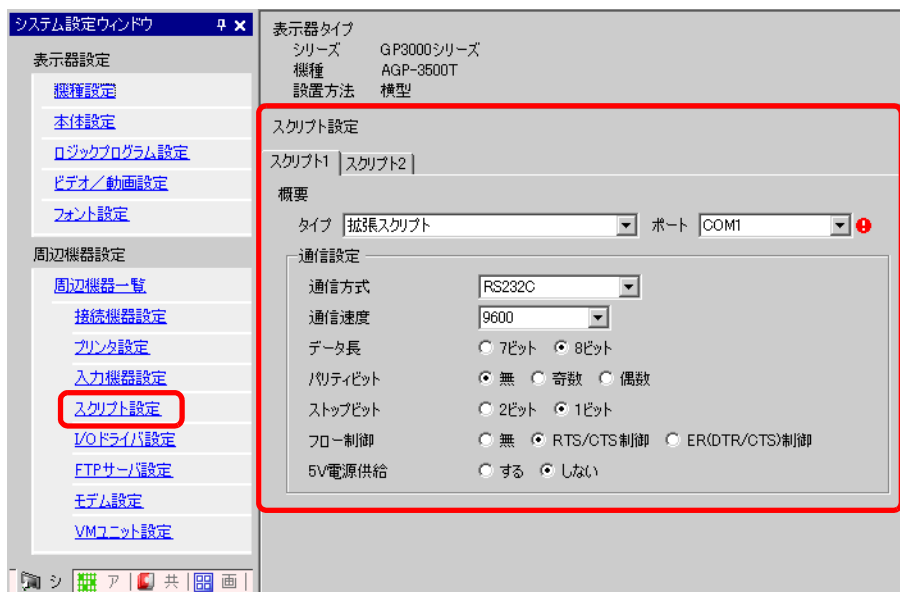 システム設定ウィンドウ
表示器設定
機種設定
本体設定
ロジックプログラム設定
ビデオ／動画設定
フォント設定
周辺機器設定
周辺機器一覧
接続機器設定
プリンタ設定
入力機器設定
スクリプト設定
I/Oドライバ設定
FTPサーバ設定
モデム設定
VMユニット設定
シ ア 共 画
表示器タイプ
シリーズ GP3000シリーズ
機種 AGP-3500T
設置方法 横型
スクリプト設定
スクリプト1 スクリプト2
概要
タイプ 拡張スクリプト ポート COM1
通信設定
通信方式 RS232C
通信速度 9600
データ長 7ビット 8ビット
パリティビット 無 奇数 偶数
ストップビット 2ビット 1ビット
フロー制御 無 RTS/CTS制御 ER(DTR/CTS)制御
5V電源供給 する しない